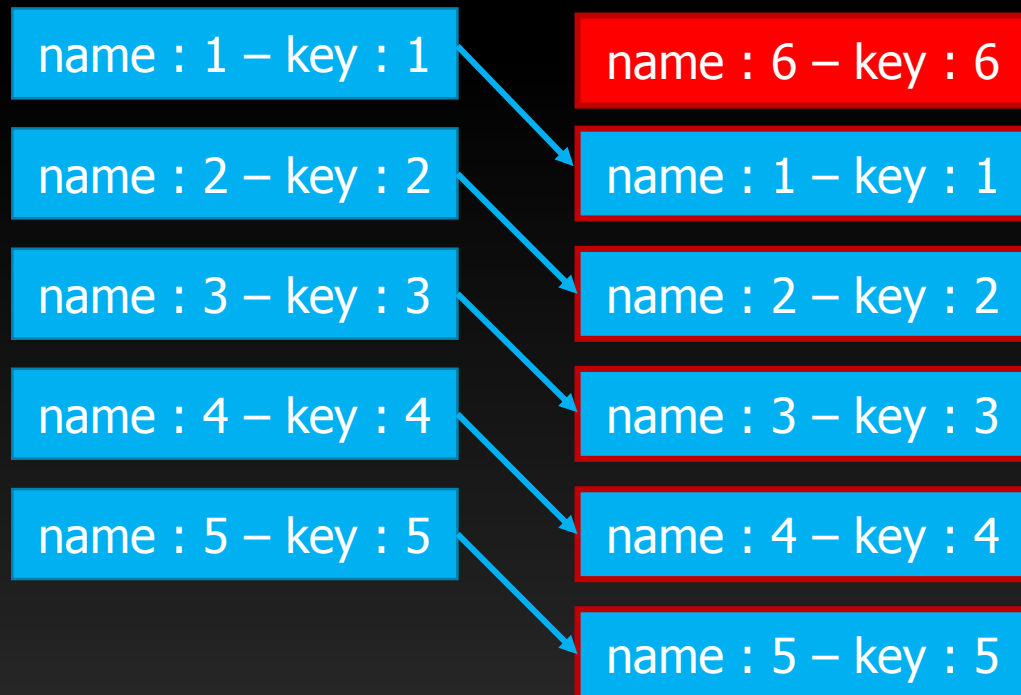 name : 1 – key : 1
name : 2 – key : 2
name : 3 – key : 3
name : 4 – key : 4
name : 5 – key : 5
name : 6 – key : 6
name : 1 – key : 1
name : 2 – key : 2
name : 3 – key : 3
name : 4 – key : 4
name : 5 – key : 5